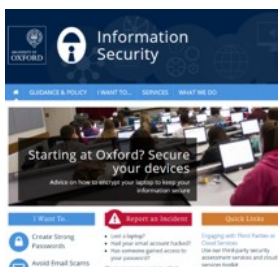 UNIVERSITY OF
OXFORD
Information
Security
GUIDANCE & POLICY I WANT TO... SERVICES WHAT WE DO
Starting at Oxford? Secure
your devices
Advice on how to encrypt your laptop to keep your
information secure
I Want To...
Create Strong
Passwords
Avoid Email Scams
Report an Incident
• Lost a laptop?
• Had your email account hacked?
• Has someone gained access to
your password?
Quick Links
Engaging with Third Parties or
Cloud Services
Use our third-party security
assessment services and cloud
services toolkit